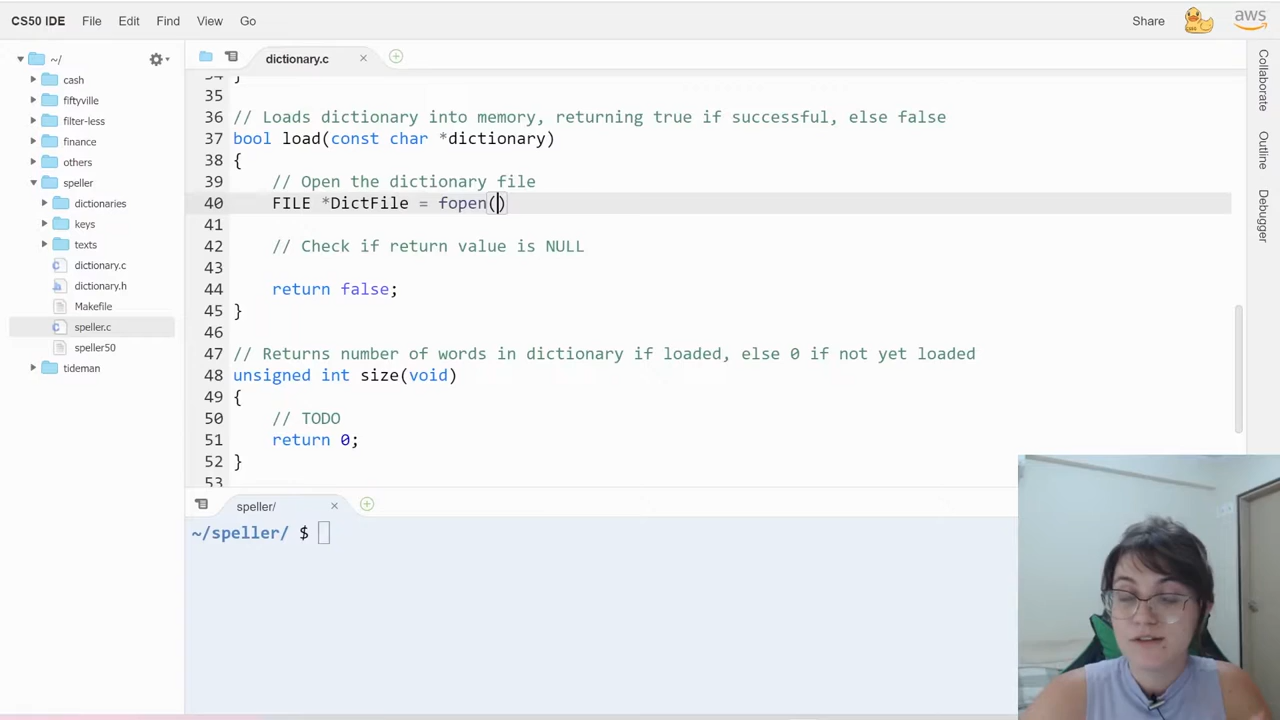 CS50 IDE File Edit Find View Go Share aws
~/
cash
fiftyville
filter-less
finance
others
speller
dictionaries
keys
texts
dictionary.c
dictionary.h
Makefile
speller.c
speller50
tideman
dictionary.c
35
36 // Loads dictionary into memory, returning true if successful, else false
37 bool load(const char *dictionary)
38 {
39 // Open the dictionary file
40 FILE *DictFile = fopen()
41
42 // Check if return value is NULL
43
44 return false;
45 }
46
47 // Returns number of words in dictionary if loaded, else 0 if not yet loaded
48 unsigned int size(void)
49 {
50 // TODO
51 return 0;
52 }
53
speller/
~/speller/ $
Collaborate
Outline
Debugger